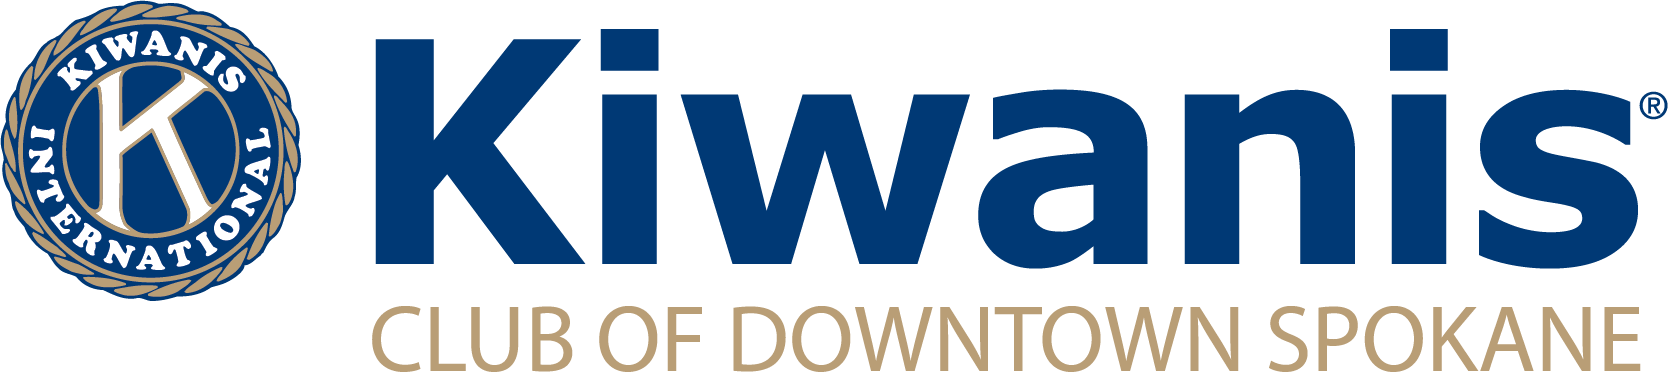 KIWANIS
K
INTERNATIONAL
Kiwanis®
CLUB OF DOWNTOWN SPOKANE